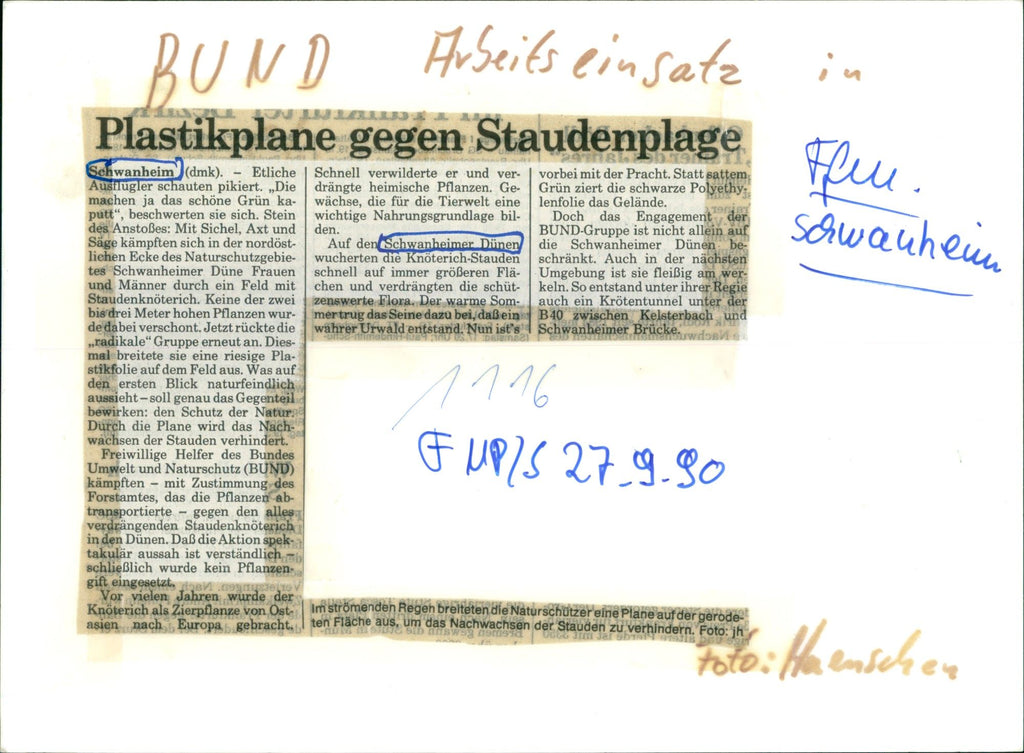 BUND Arbeitseinsatz in
Ffm.
Schwanheim
Plastikplane gegen Staudenplage
Schwanheim (dmk). – Etliche
Ausflügler schauten pikiert. „Die
machen ja das schöne Grün ka-
putt“, beschwerten sie sich. Stein
des Anstoßes: Mit Sichel, Axt und
Säge kämpften sich in der nordöst-
lichen Ecke des Naturschutzgebie-
tes Schwanheimer Düne Frauen
und Männer durch ein Feld mit
Staudenknöterich. Keine der zwei
bis drei Meter hohen Pflanzen wur-
de dabei verschont. Jetzt rückte die
„radikale“ Gruppe erneut an. Dies-
mal breitete sie eine riesige Pla-
stikfolie auf dem Feld aus. Was auf
den ersten Blick naturfeindlich
aussieht – soll genau das Gegenteil
bewirken: den Schutz der Natur.
Durch die Plane wird das Nach-
wachsen der Stauden verhindert.
Freiwillige Helfer des Bundes
Umwelt und Naturschutz (BUND)
kämpften – mit Zustimmung des
Forstamtes, das die Pflanzen ab-
transportierte – gegen den alles
verdrängenden Staudenknöterich
in den Dünen. Daß die Aktion spek-
takulär aussah ist verständlich –
schließlich wurde kein Pflanzen-
gift eingesetzt.
Vor vielen Jahren wurde der
Knöterich als Zierpflanze von Ost-
asien nach Europa gebracht.
Schnell verwilderte er und ver-
drängte heimische Pflanzen. Ge-
wächse, die für die Tierwelt eine
wichtige Nahrungsgrundlage bil-
den.
Auf den Schwanheimer Dünen
wucherten die Knöterich-Stauden
schnell auf immer größeren Flä-
chen und verdrängten die schüt-
zenswerte Flora. Der warme Som-
mer trug das Seine dazu bei, daß ein
wahrer Urwald entstand. Nun ist's
vorbei mit der Pracht. Statt sattem
Grün ziert die schwarze Polyethy-
lenfolie das Gelände.
Doch das Engagement der
BUND-Gruppe ist nicht allein auf
die Schwanheimer Dünen be-
schränkt. Auch in der nächsten
Umgebung ist sie fleißig am wer-
keln. So entstand unter ihrer Regie
auch ein Krötentunnel unter der
B40 zwischen Kelsterbach und
Schwanheimer Brücke.
1116
FNP/S 27-9-90
Im strömenden Regen breiteten die Naturschützer eine Plane auf der gerode-
ten Fläche aus, um das Nachwachsen der Stauden zu verhindern. Foto: jh
Foto: Haenschen